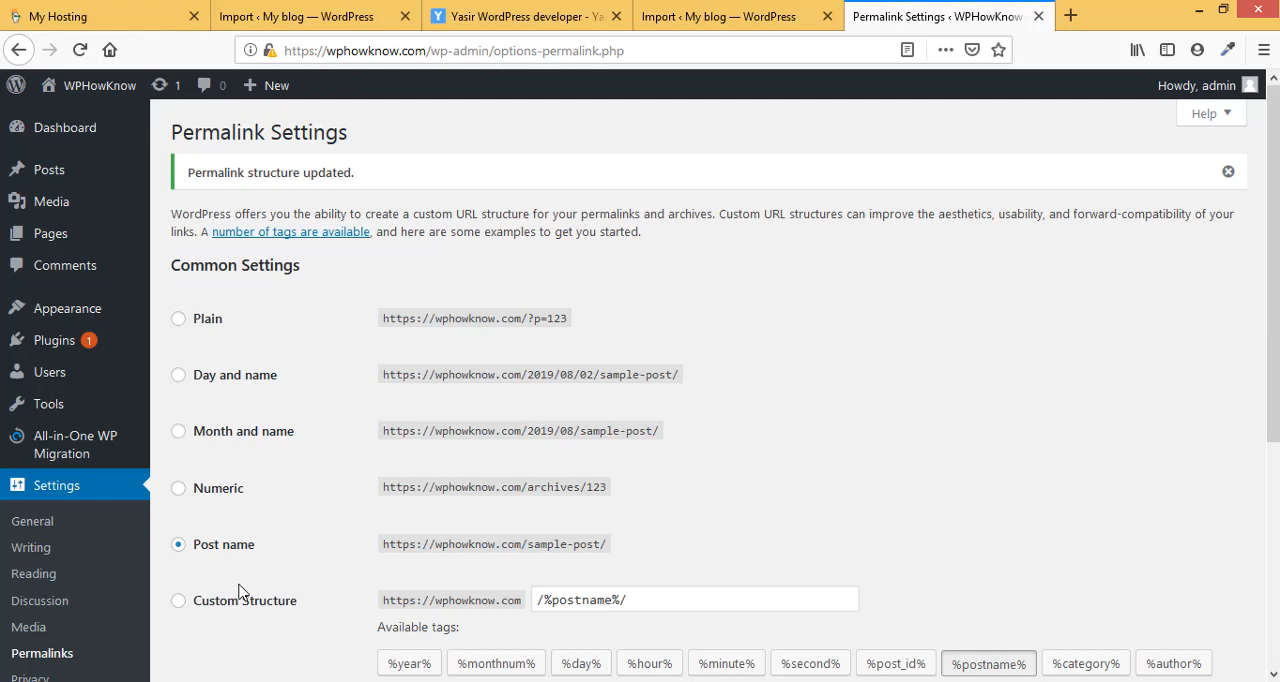 My Hosting
Import ‹ My blog — WordPress
Yasir WordPress developer - Ya
Import ‹ My blog — WordPress
Permalink Settings ‹ WPHowKnow
https://wphowknow.com/wp-admin/options-permalink.php
WPHowKnow
1
0
New
Howdy, admin
Help
Dashboard
Posts
Media
Pages
Comments
Appearance
Plugins 1
Users
Tools
All-in-One WP
Migration
Settings
General
Writing
Reading
Discussion
Media
Permalinks
Privacy
Permalink Settings
Permalink structure updated.
WordPress offers you the ability to create a custom URL structure for your permalinks and archives. Custom URL structures can improve the aesthetics, usability, and forward-compatibility of your
links. A number of tags are available, and here are some examples to get you started.
Common Settings
Plain https://wphowknow.com/?p=123
Day and name https://wphowknow.com/2019/08/02/sample-post/
Month and name https://wphowknow.com/2019/08/sample-post/
Numeric https://wphowknow.com/archives/123
Post name https://wphowknow.com/sample-post/
Custom Structure https://wphowknow.com /%postname%/
Available tags:
%year% %monthnum% %day% %hour% %minute% %second% %post_id% %postname% %category% %author%